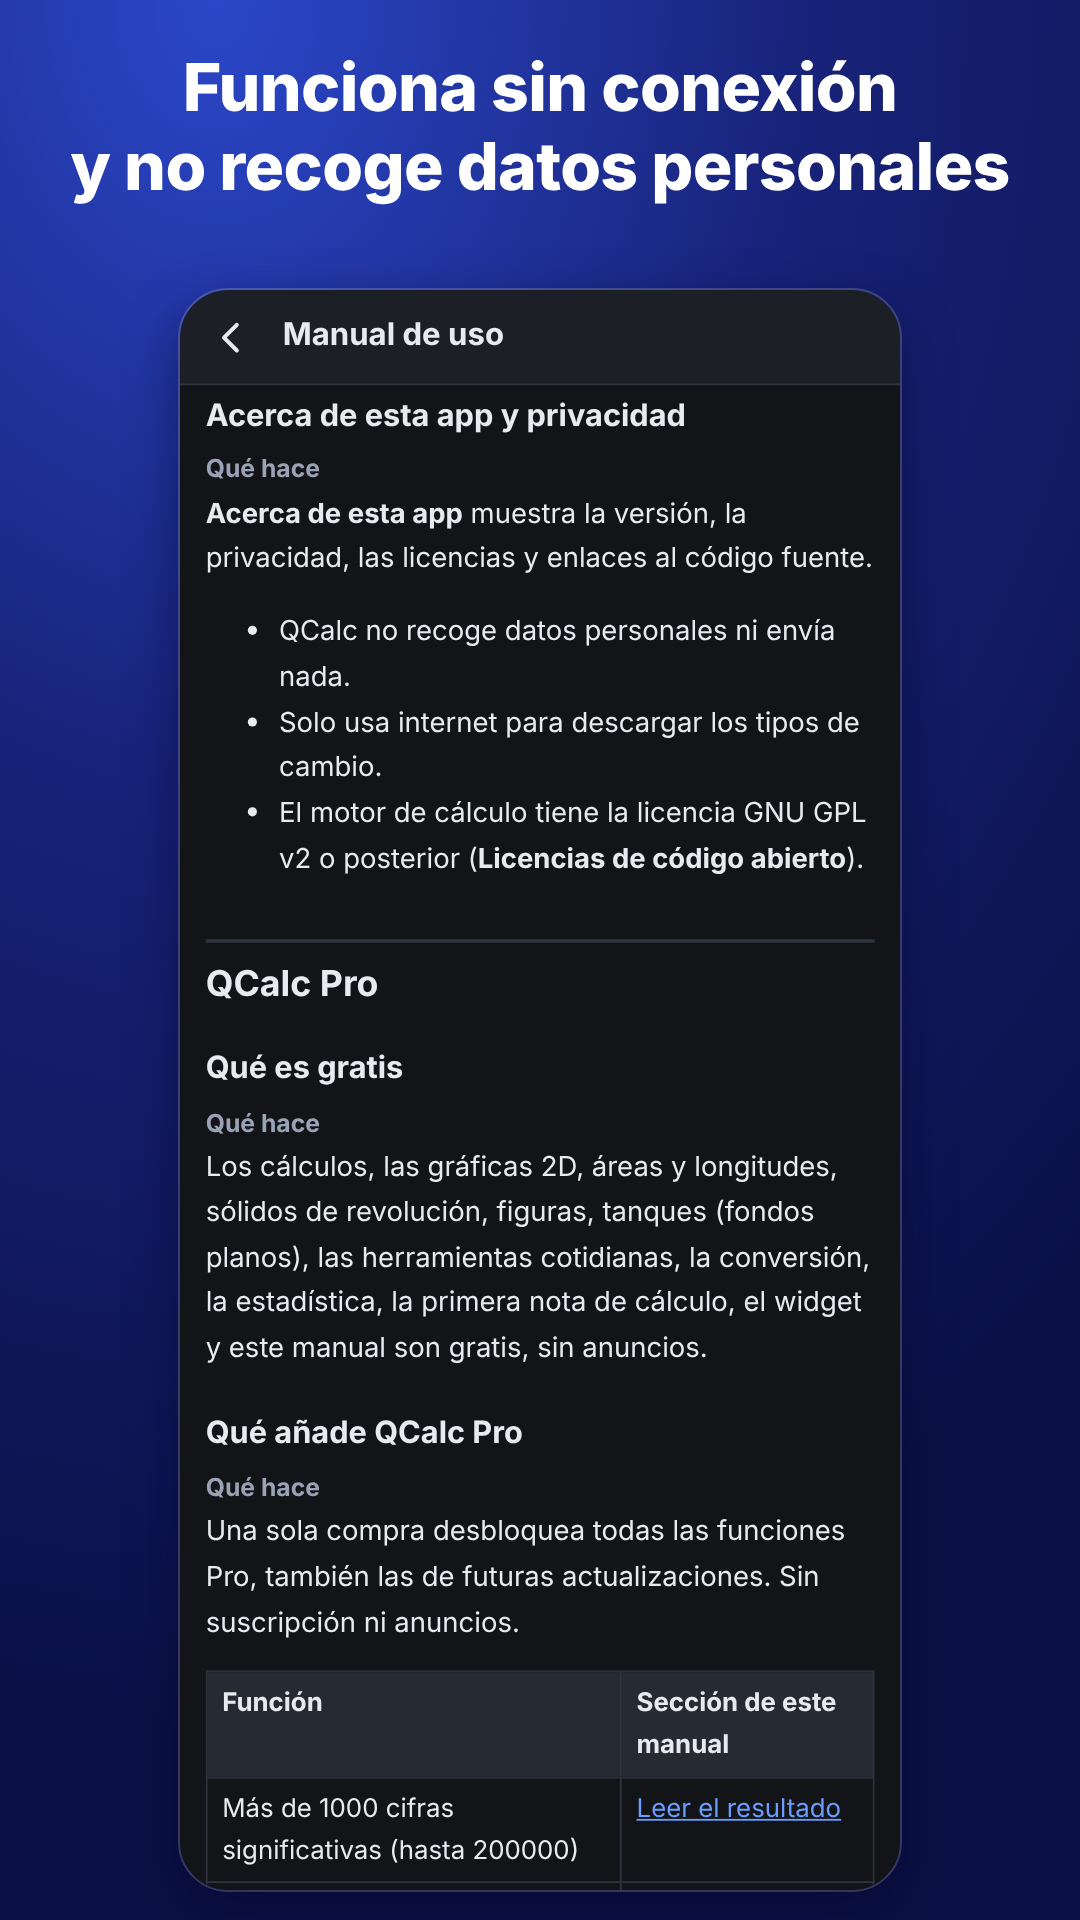 Funciona sin conexión
y no recoge datos personales
Manual de uso
Acerca de esta app y privacidad
Qué hace
Acerca de esta app muestra la versión, la
privacidad, las licencias y enlaces al código fuente.
• QCalc no recoge datos personales ni envía
nada.
• Solo usa internet para descargar los tipos de
cambio.
• El motor de cálculo tiene la licencia GNU GPL
v2 o posterior (Licencias de código abierto).
QCalc Pro
Qué es gratis
Qué hace
Los cálculos, las gráficas 2D, áreas y longitudes,
sólidos de revolución, figuras, tanques (fondos
planos), las herramientas cotidianas, la conversión,
la estadística, la primera nota de cálculo, el widget
y este manual son gratis, sin anuncios.
Qué añade QCalc Pro
Qué hace
Una sola compra desbloquea todas las funciones
Pro, también las de futuras actualizaciones. Sin
suscripción ni anuncios.
Función
Sección de este
manual
Más de 1000 cifras
significativas (hasta 200000)
Leer el resultado